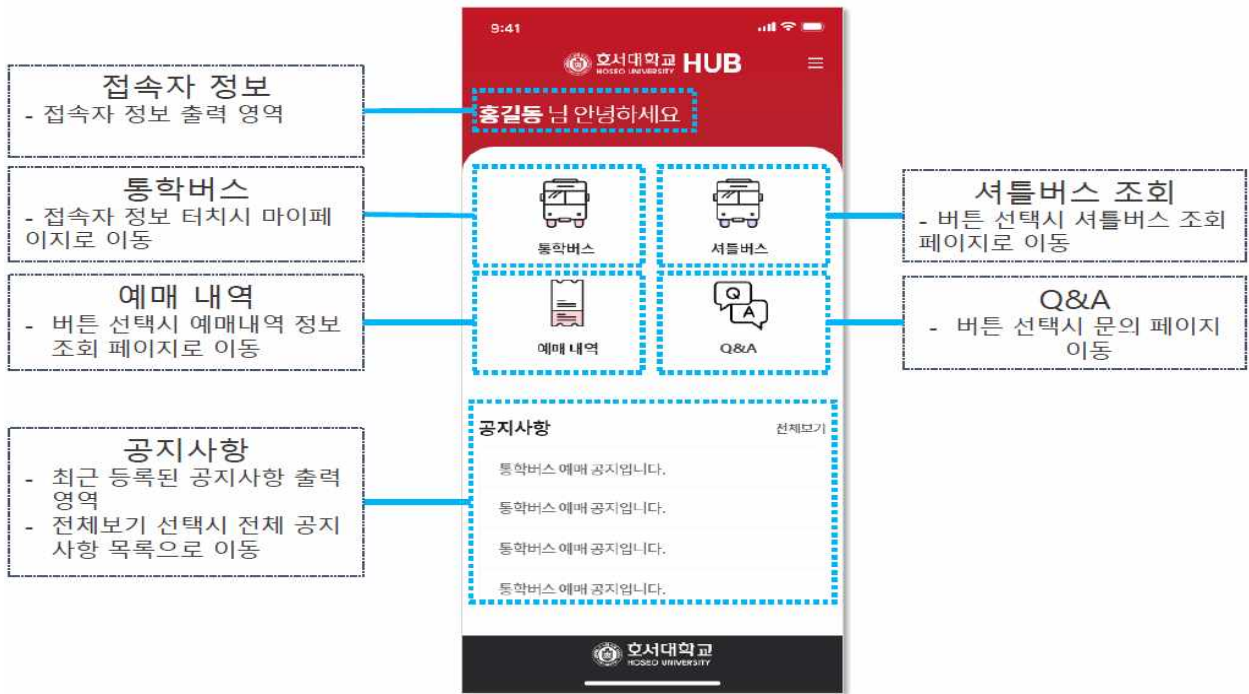 접속자 정보
- 접속자 정보 출력 영역
통학버스
- 접속자 정보 터치시 마이페
이지로 이동
예매 내역
- 버튼 선택시 예매내역 정보
조회 페이지로 이동
공지사항
- 최근 등록된 공지사항 출력
영역
- 전체보기 선택시 전체 공지
사항 목록으로 이동
9:41
호서대학교 HUB
HOSEO UNIVERSITY
홍길동 님 안녕하세요
통학버스
셔틀버스
예매 내역
Q
A
Q&A
공지사항
전체보기
통학버스 예매 공지입니다.
통학버스 예매 공지입니다.
통학버스 예매 공지입니다.
통학버스 예매 공지입니다.
호서대학교
HOSEO UNIVERSITY
셔틀버스 조회
- 버튼 선택시 셔틀버스 조회
페이지로 이동
Q&A
- 버튼 선택시 문의 페이지
이동